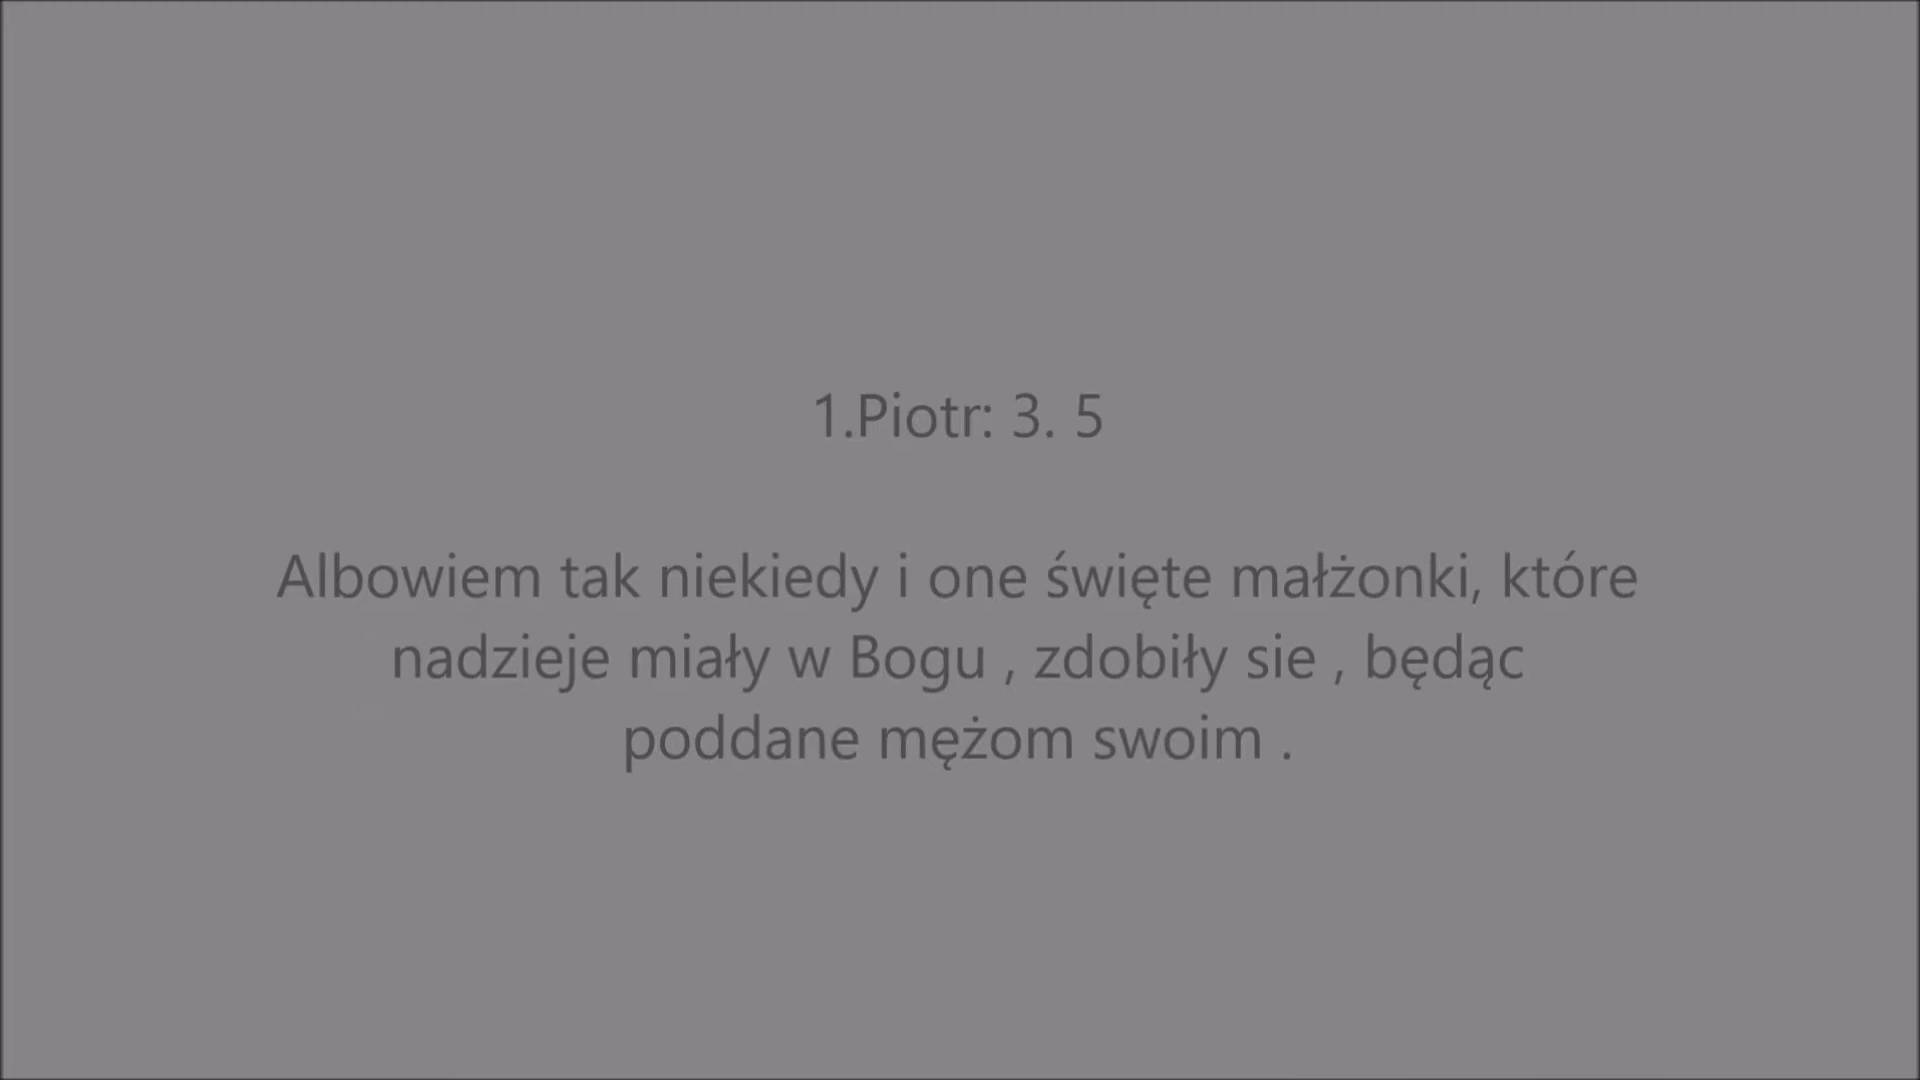 1.Piotr: 3. 5
Albowiem tak niekiedy i one święte małżonki, które
nadzieje miały w Bogu , zdobiły sie , będąc
poddane mężom swoim .